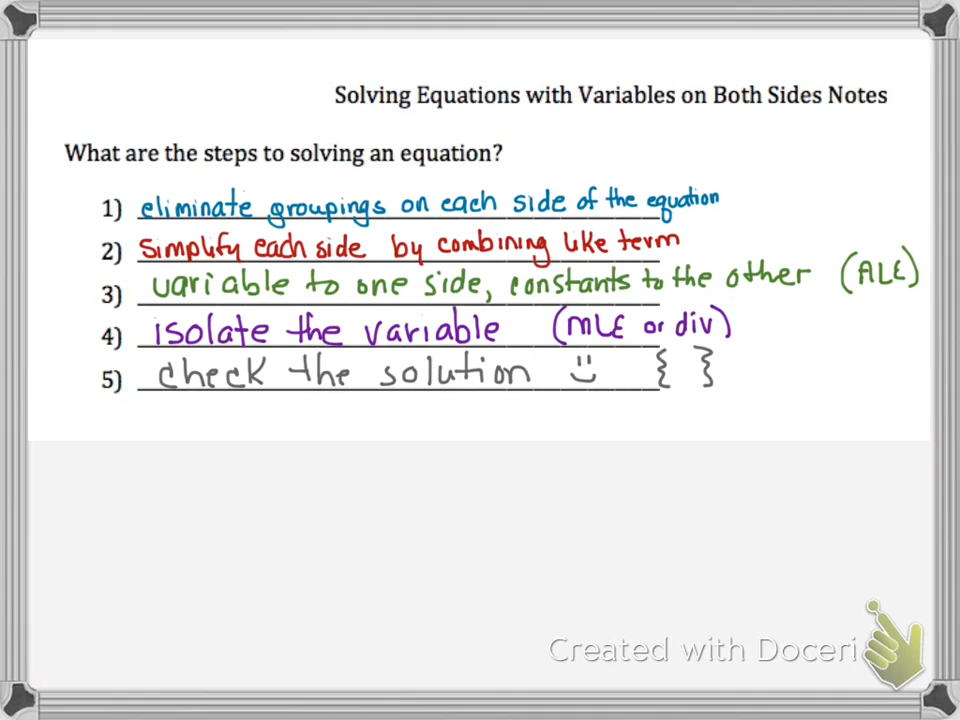 Solving Equations with Variables on Both Sides Notes
What are the steps to solving an equation?
1) eliminate groupings on each side of the equation
2) Simplify each side by combining like term
3) variable to one side, constants to the other (ALE)
4) isolate the variable (MLE or div)
5) check the solution { }
Created with Doceri